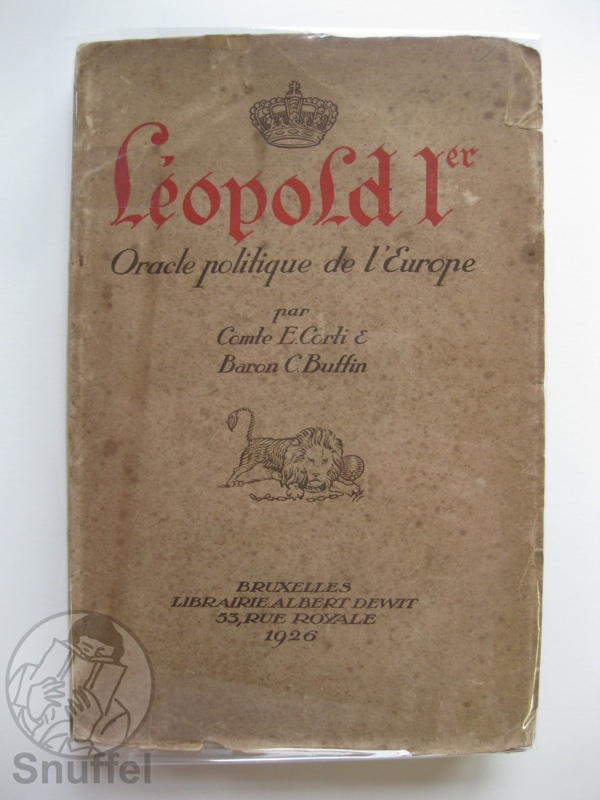 Léopold 1er
Oracle politique de l'Europe
par
Comte E. Corti &
Baron C. Buffin
BRUXELLES
LIBRAIRIE ALBERT DEWIT
53, RUE ROYALE
1926
Snuffel